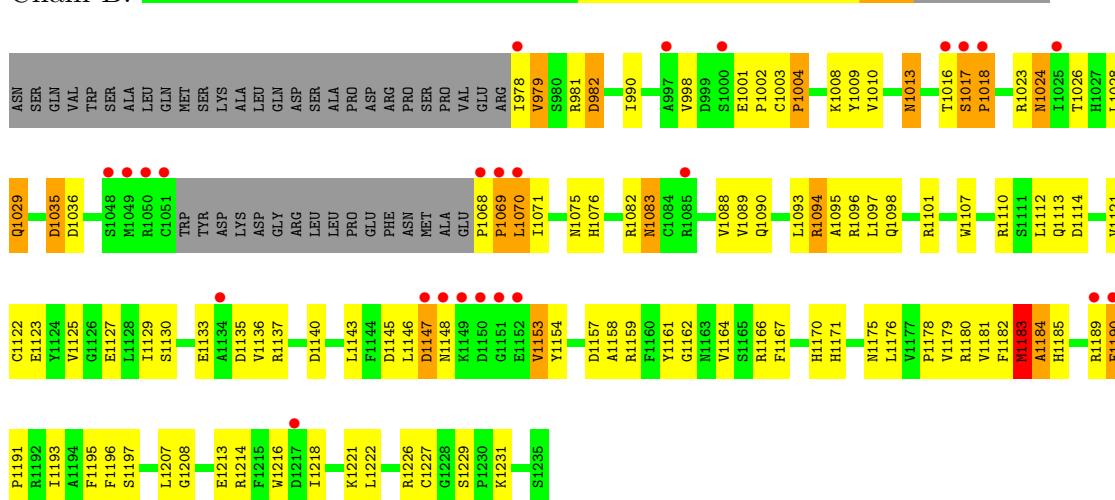 ASN SER GLN VAL TRP SER ALA LEU GLN MET SER LYS ALA LEU GLN ASP SER ALA PRO ASP ARG PRO SER PRO VAL GLU ARG I978 V979 S980 R981 D982 I990 A997 V998 D999 S1000 E1001 P1002 C1003 P1004 K1008 Y1009 V1010 N1013 T1016 S1017 P1018 R1023 N1024 I1025 T1026 H1027 L1028
Q1029 D1035 D1036 S1048 M1049 R1050 C1051 TRP TYR ASP LYS ASP GLY ARG LEU LEU PRO GLU PHE ASN MET ALA GLU P1068 P1069 L1070 I1071 N1075 H1076 R1082 N1083 C1084 R1085 V1088 V1089 Q1090 L1093 R1094 A1095 R1096 L1097 Q1098 R1101 W1107 R1110 S1111 L1112 Q1113 D1114 V1121
C1122 E1123 Y1124 V1125 G1126 E1127 L1128 I1129 S1130 E1133 A1134 D1135 V1136 R1137 D1140 L1143 F1144 D1145 L1146 D1147 N1148 K1149 D1150 G1151 E1152 V1153 Y1154 D1157 A1158 R1159 F1160 Y1161 G1162 N1163 V1164 S1165 R1166 F1167 H1170 H1171 N1175 L1176 V1177 P1178 V1179 R1180 V1181 F1182 M1183 A1184 H1185 R1189 F1190
P1191 R1192 I1193 A1194 F1195 F1196 S1197 L1207 G1208 E1213 R1214 F1215 W1216 D1217 I1218 K1221 L1222 R1226 C1227 G1228 S1229 P1230 K1231 S1235